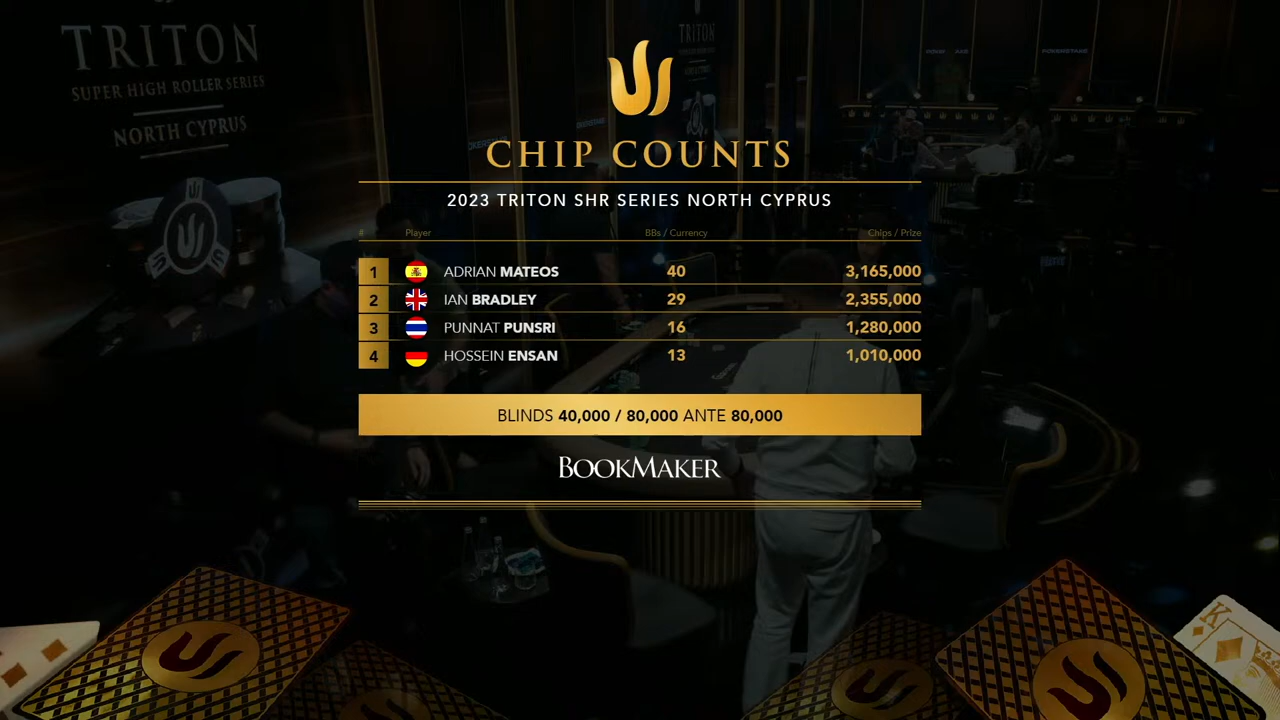 TRITON
SUPER HIGH ROLLER SERIES
NORTH CYPRUS
CHIP COUNTS
2023 TRITON SHR SERIES NORTH CYPRUS
# Player BBs / Currency Chips / Prize
1 ADRIAN MATEOS 40 3,165,000
2 IAN BRADLEY 29 2,355,000
3 PUNNAT PUNSRI 16 1,280,000
4 HOSSEIN ENSAN 13 1,010,000
BLINDS 40,000 / 80,000 ANTE 80,000
BOOKMAKER
K